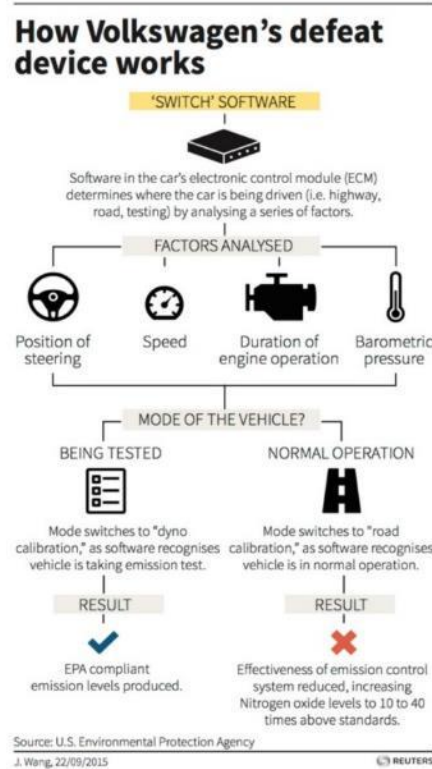 How Volkswagen's defeat
device works
'SWITCH' SOFTWARE
Software in the car's electronic control module (ECM)
determines where the car is being driven (i.e. highway,
road, testing) by analysing a series of factors.
FACTORS ANALYSED
Position of
steering
Speed
Duration of
engine operation
Barometric
pressure
MODE OF THE VEHICLE?
BEING TESTED
Mode switches to "dyno
calibration," as software recognises
vehicle is taking emission test.
RESULT
EPA compliant
emission levels produced.
NORMAL OPERATION
Mode switches to "road
calibration," as software recognises
vehicle is in normal operation.
RESULT
Effectiveness of emission control
system reduced, increasing
Nitrogen oxide levels to 10 to 40
times above standards.
Source: U.S. Environmental Protection Agency
J. Wang, 22/09/2015
REUTERS